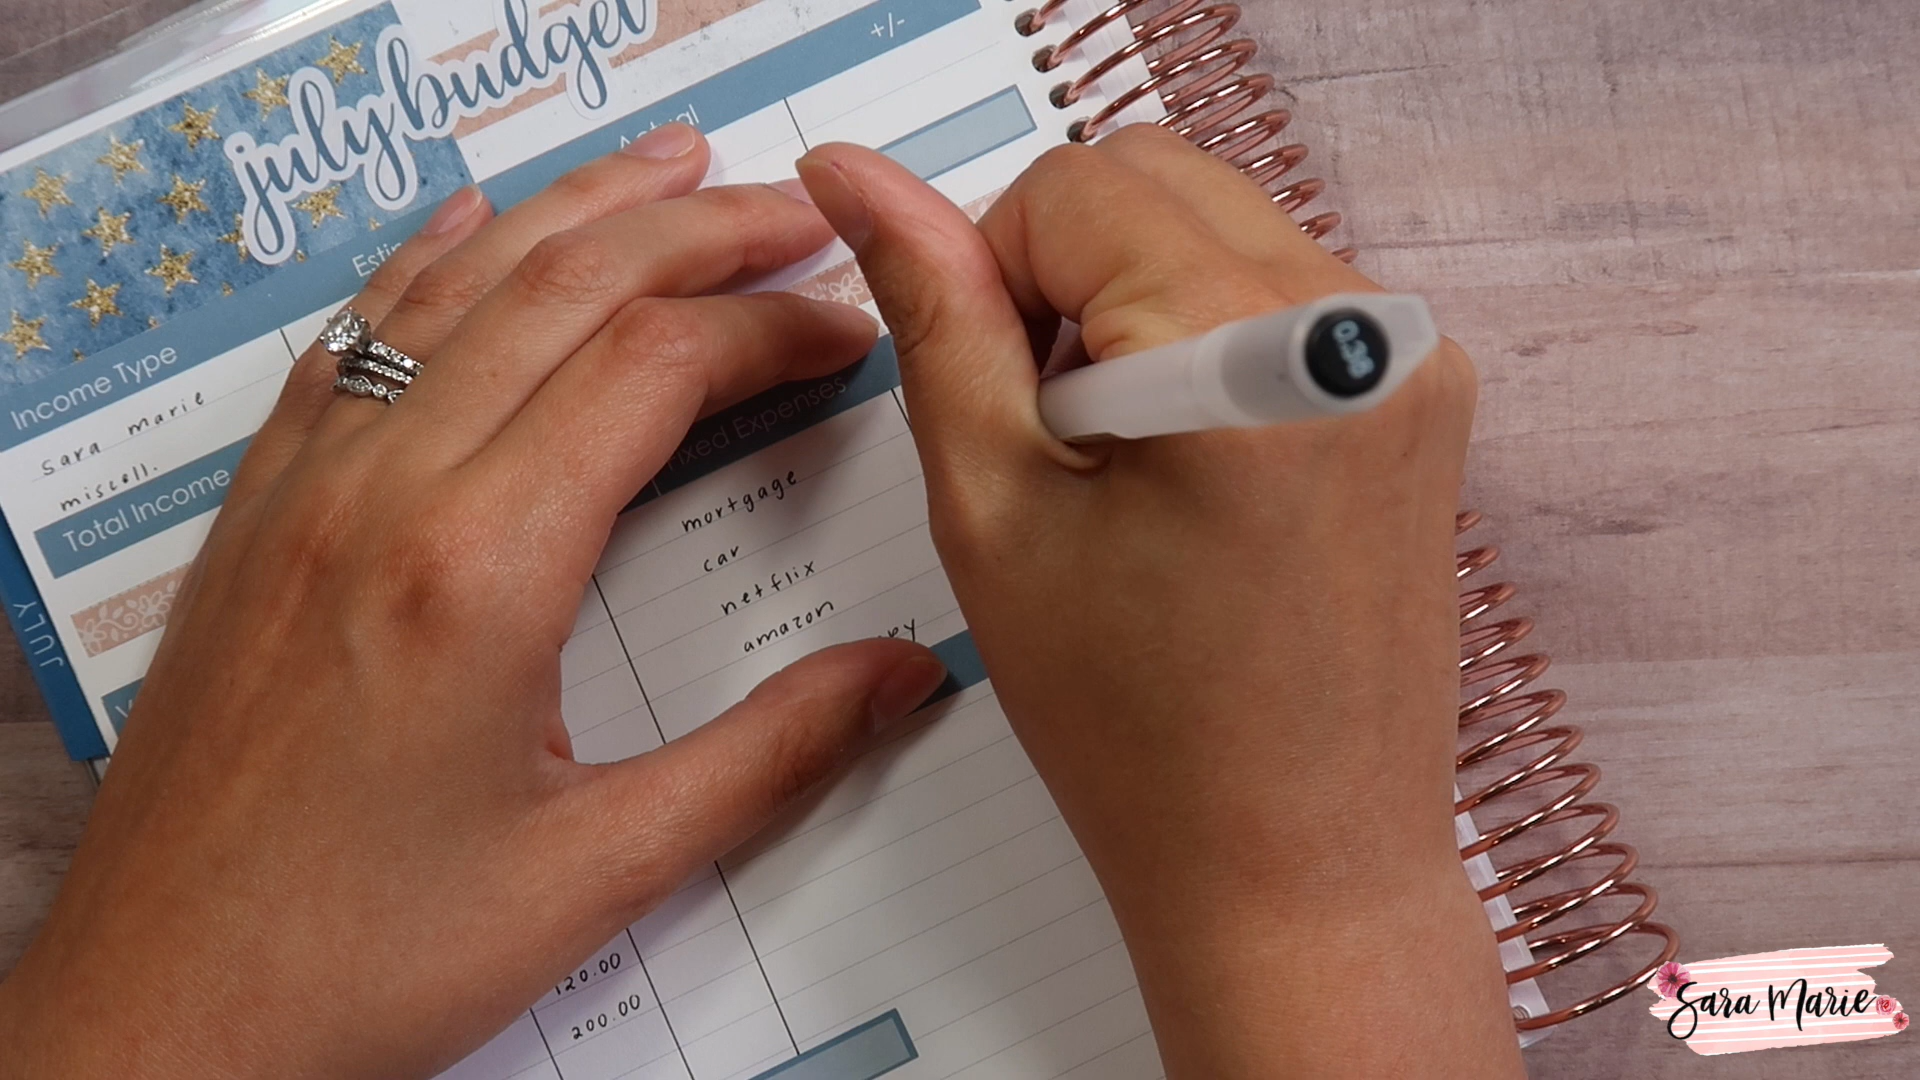 july budget
+/-
Actual
Income Type
sara marie
miscell.
Total Income
Fixed Expenses
mortgage
car
netflix
amazon
JULY
120.00
200.00
0.38
Sara Marie